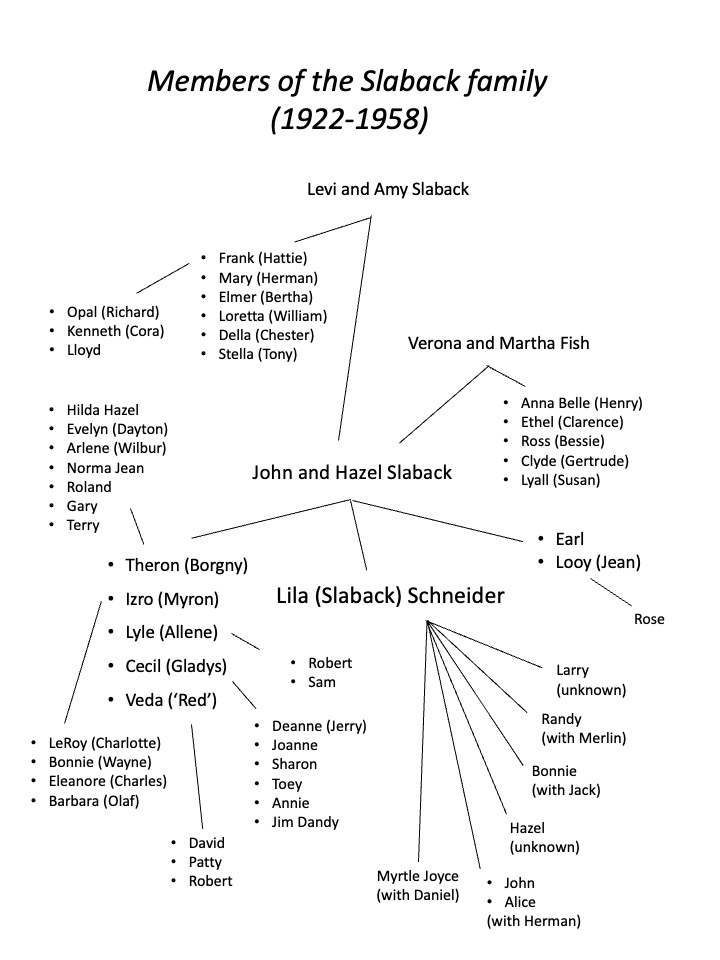 Members of the Slaback family
(1922-1958)
Levi and Amy Slaback
• Frank (Hattie)
• Mary (Herman)
• Elmer (Bertha)
• Loretta (William)
• Della (Chester)
• Stella (Tony)
• Opal (Richard)
• Kenneth (Cora)
• Lloyd
Verona and Martha Fish
• Anna Belle (Henry)
• Ethel (Clarence)
• Ross (Bessie)
• Clyde (Gertrude)
• Lyall (Susan)
• Hilda Hazel
• Evelyn (Dayton)
• Arlene (Wilbur)
• Norma Jean
• Roland
• Gary
• Terry
John and Hazel Slaback
• Theron (Borgny)
• Izro (Myron)
• Lyle (Allene)
• Cecil (Gladys)
• Veda (‘Red’)
Lila (Slaback) Schneider
• Earl
• Looy (Jean)
Rose
• Robert
• Sam
• Deanne (Jerry)
• Joanne
• Sharon
• Toey
• Annie
• Jim Dandy
• LeRoy (Charlotte)
• Bonnie (Wayne)
• Eleanore (Charles)
• Barbara (Olaf)
• David
• Patty
• Robert
Larry
(unknown)
Randy
(with Merlin)
Bonnie
(with Jack)
Hazel
(unknown)
Myrtle Joyce
(with Daniel)
• John
• Alice
(with Herman)